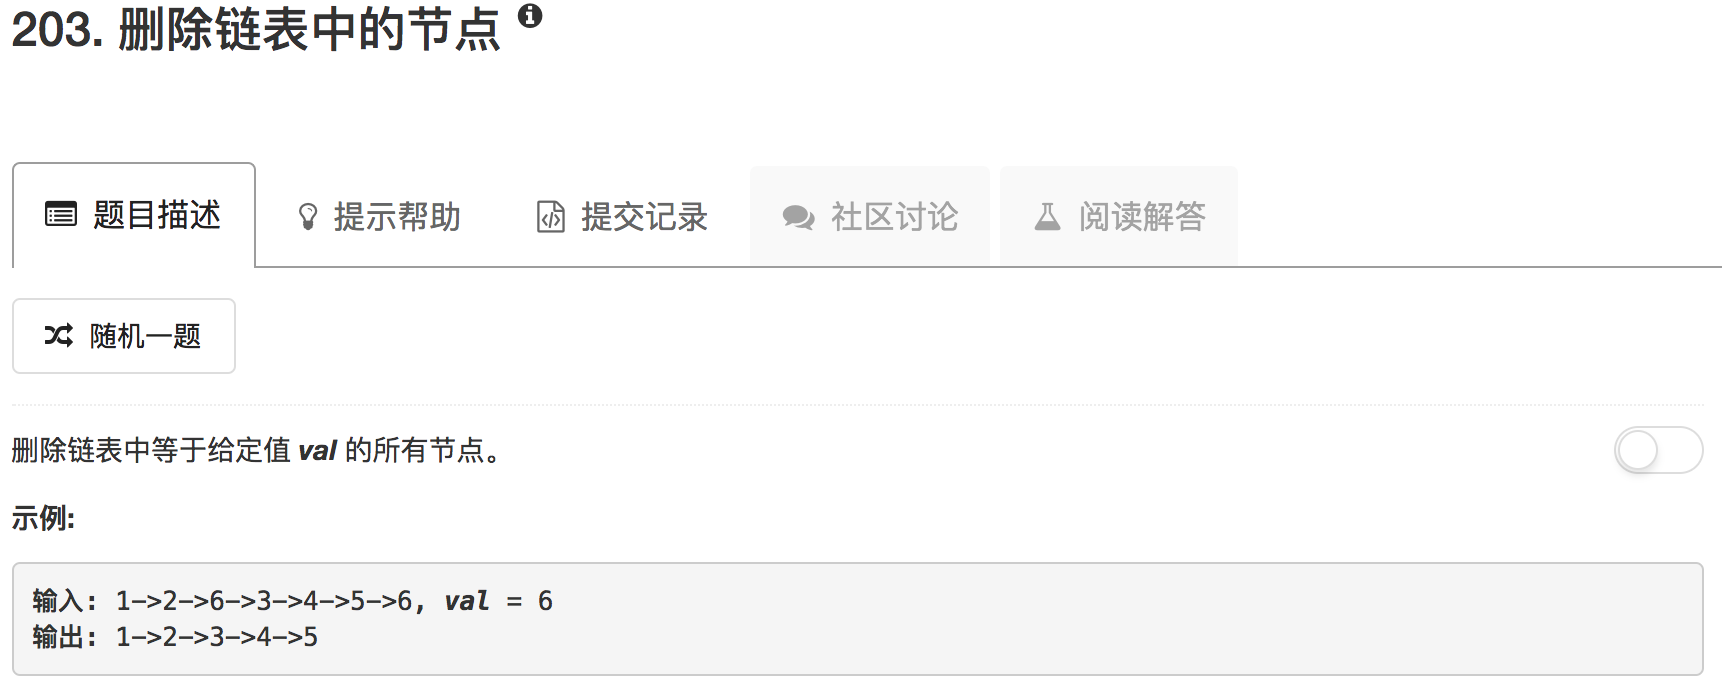 203. 删除链表中的节点
题目描述 提示帮助 提交记录 社区讨论 阅读解答
随机一题
删除链表中等于给定值 val 的所有节点。
示例:
输入: 1->2->6->3->4->5->6, val = 6
输出: 1->2->3->4->5